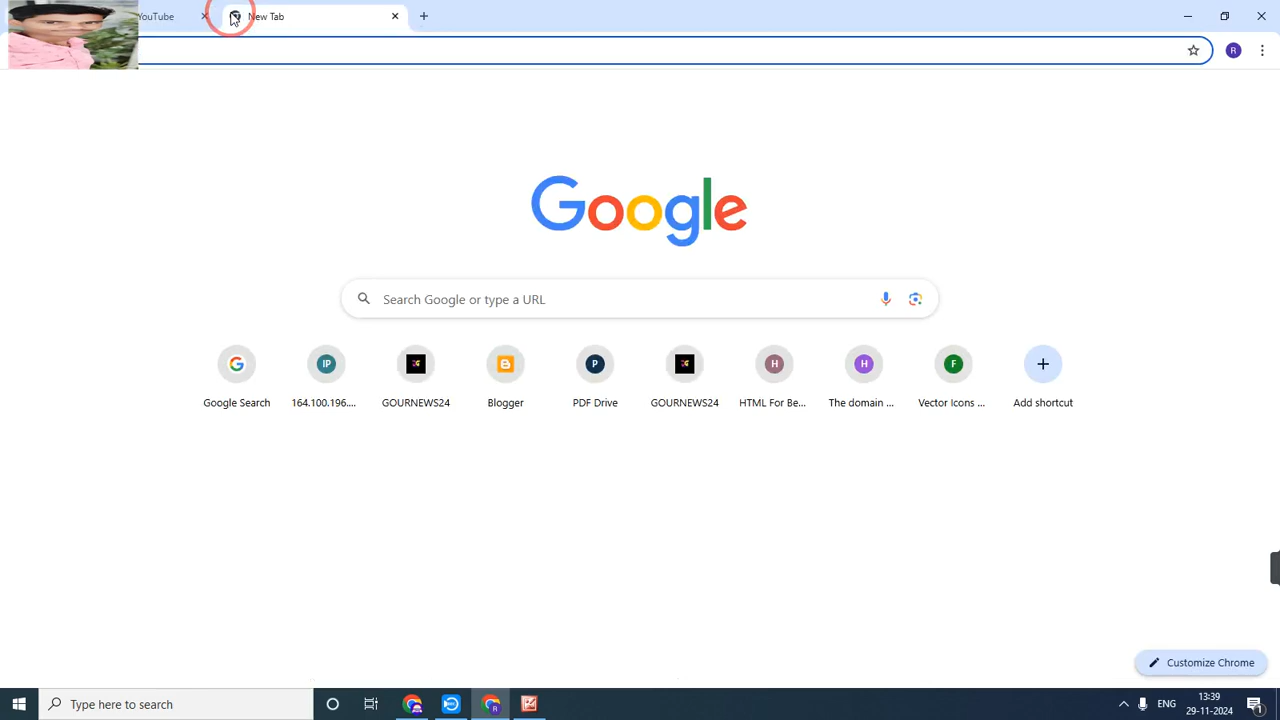 YouTube
New Tab
R
Google
Search Google or type a URL
IP
P
H
H
F
Google Search
164.100.196....
GOURNEWS24
Blogger
PDF Drive
GOURNEWS24
HTML For Be...
The domain ...
Vector Icons ...
Add shortcut
Customize Chrome
Type here to search
ENG
13:39
29-11-2024